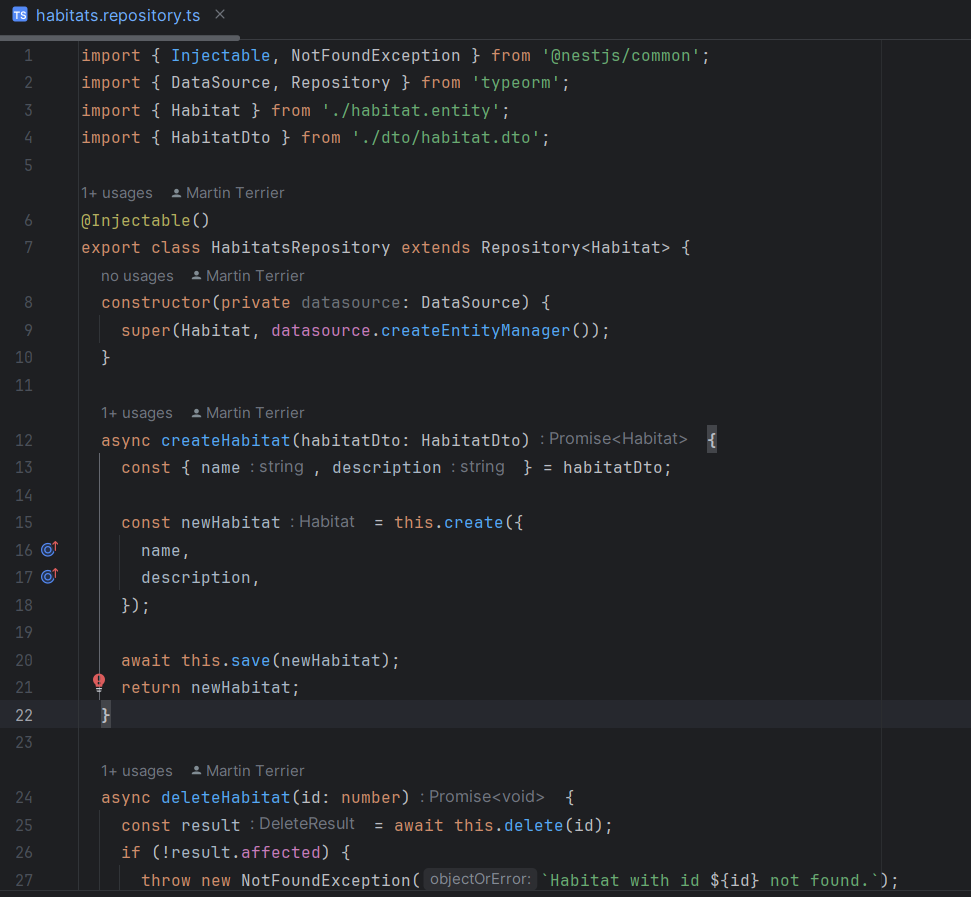 TS habitats.repository.ts ×
1 import { Injectable, NotFoundException } from '@nestjs/common';
2 import { DataSource, Repository } from 'typeorm';
3 import { Habitat } from './habitat.entity';
4 import { HabitatDto } from './dto/habitat.dto';
5
1+ usages Martin Terrier
6 @Injectable()
7 export class HabitatsRepository extends Repository<Habitat> {
no usages Martin Terrier
8 constructor(private datasource: DataSource) {
9 super(Habitat, datasource.createEntityManager());
10 }
11
1+ usages Martin Terrier
12 async createHabitat(habitatDto: HabitatDto) : Promise<Habitat> {
13 const { name : string , description : string } = habitatDto;
14
15 const newHabitat : Habitat = this.create({
16 name,
17 description,
18 });
19
20 await this.save(newHabitat);
21 return newHabitat;
22 }
23
1+ usages Martin Terrier
24 async deleteHabitat(id: number) : Promise<void> {
25 const result : DeleteResult = await this.delete(id);
26 if (!result.affected) {
27 throw new NotFoundException( objectOrError: `Habitat with id ${id} not found.`);